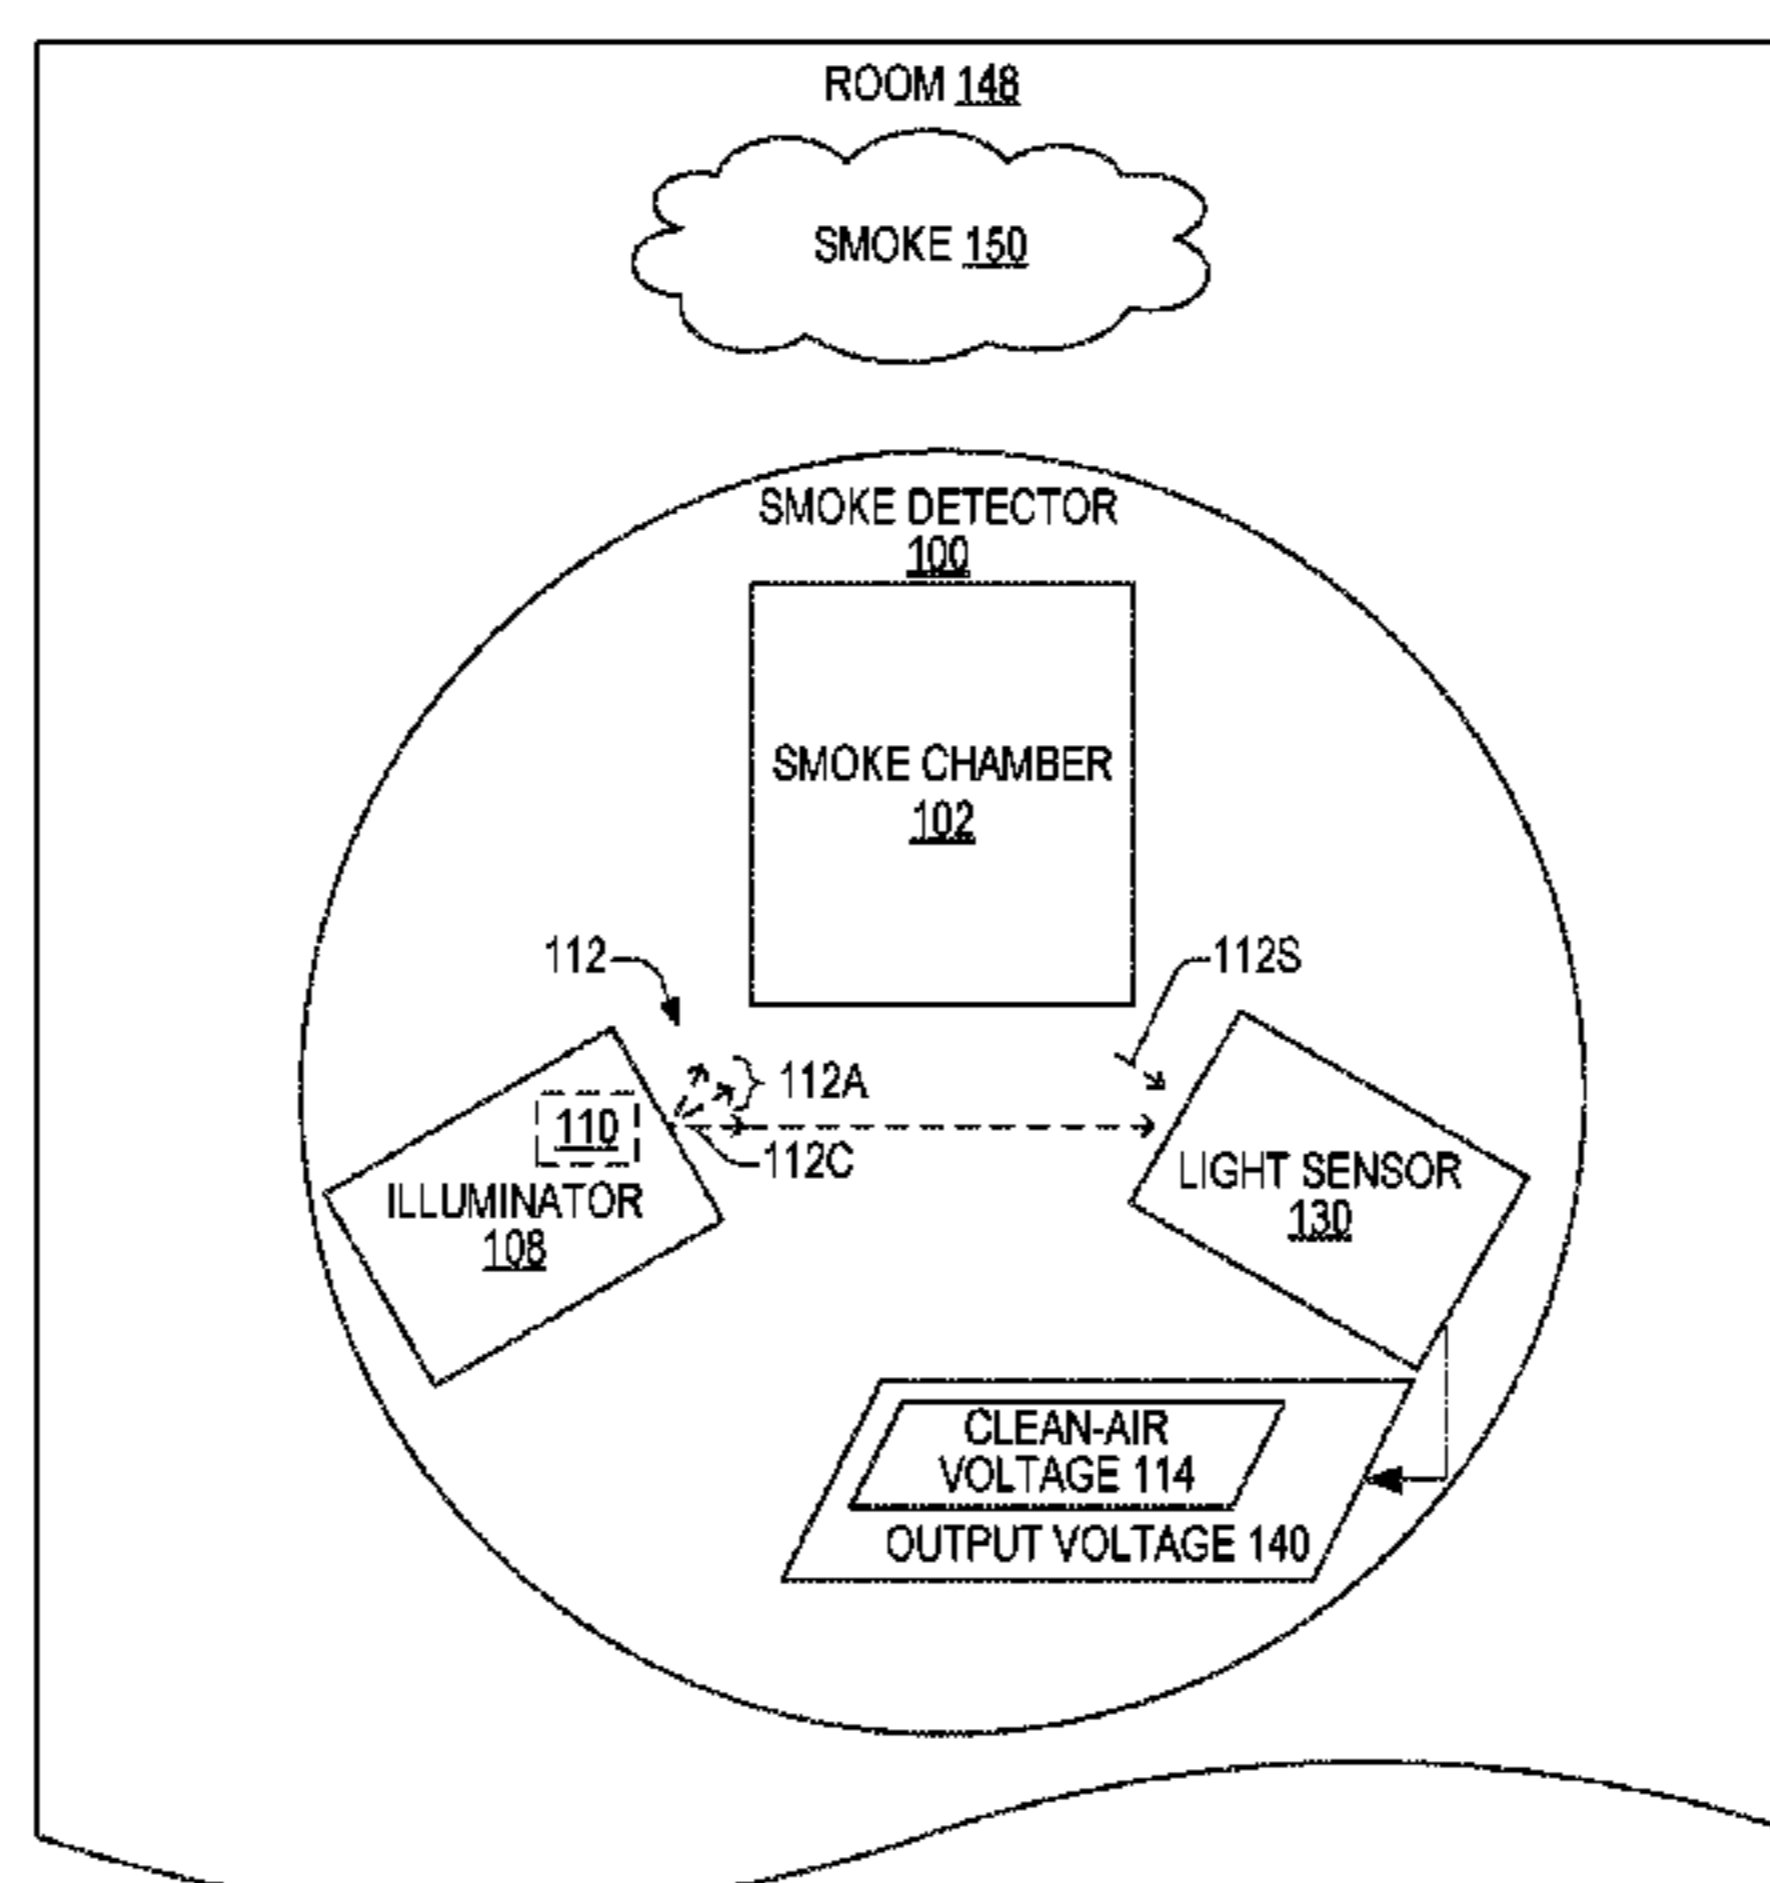 ROOM 148
SMOKE 150
SMOKE DETECTOR
100
SMOKE CHAMBER
102
112
112S
112A
110
112C
ILLUMINATOR
108
LIGHT SENSOR
130
CLEAN-AIR
VOLTAGE 114
OUTPUT VOLTAGE 140